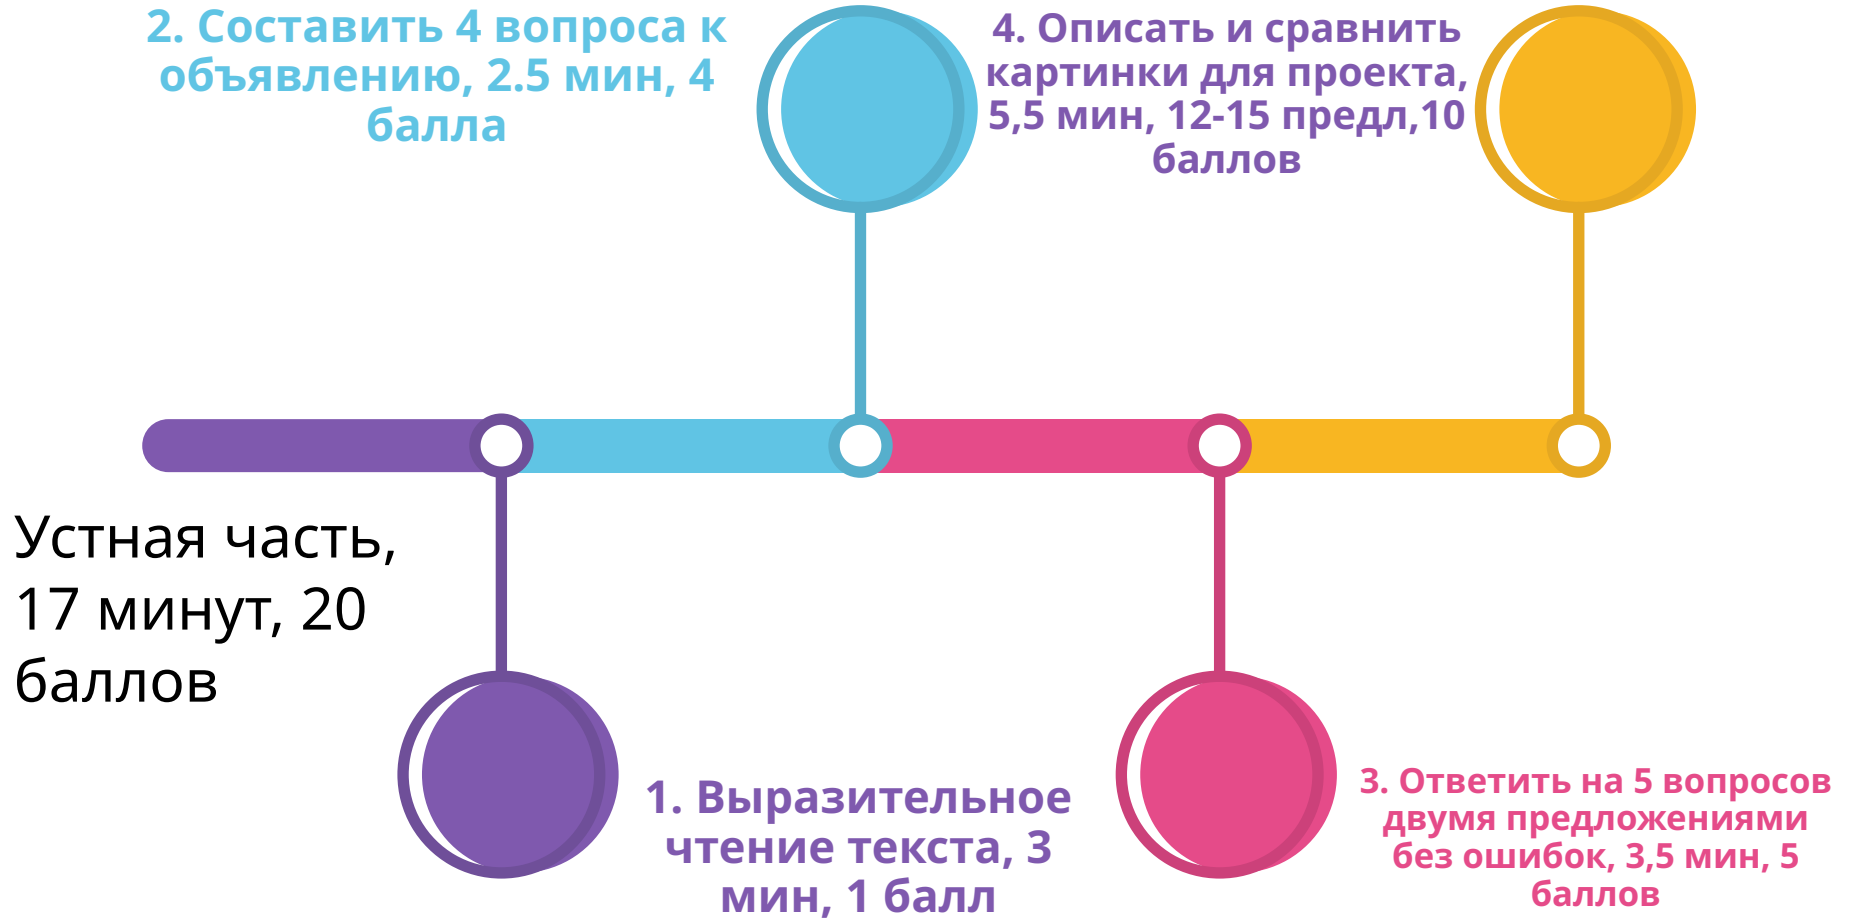 2. Составить 4 вопроса к
объявлению, 2.5 мин, 4
балла
4. Описать и сравнить
картинки для проекта,
5,5 мин, 12-15 предл,10
баллов
Устная часть,
17 минут, 20
баллов
1. Выразительное
чтение текста, 3
мин, 1 балл
3. Ответить на 5 вопросов
двумя предложениями
без ошибок, 3,5 мин, 5
баллов